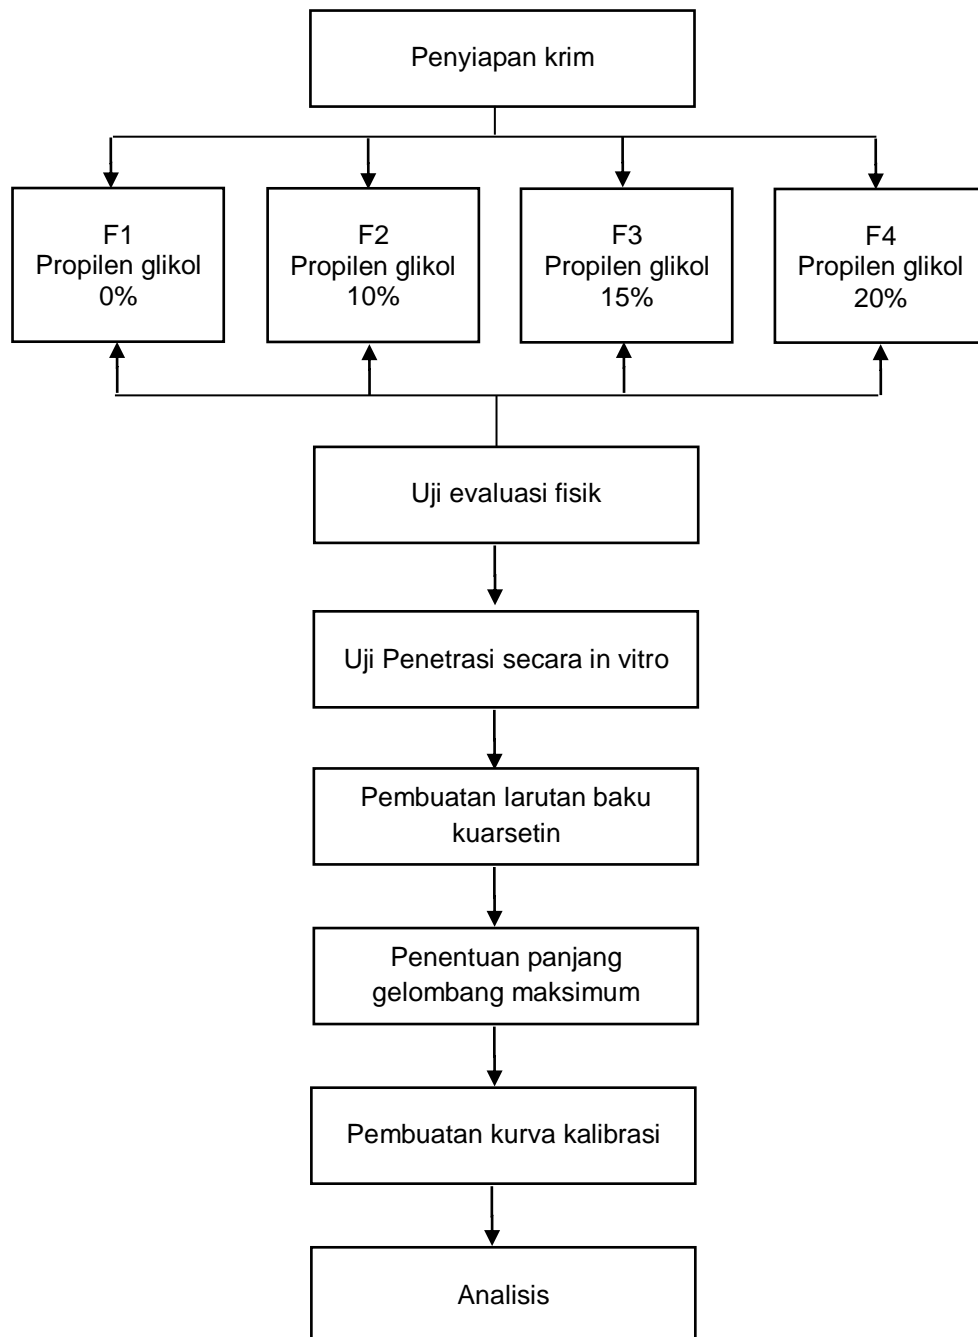 Penyiapan krim
F1
Propilen glikol
0%
F2
Propilen glikol
10%
F3
Propilen glikol
15%
F4
Propilen glikol
20%
Uji evaluasi fisik
Uji Penetrasi secara in vitro
Pembuatan larutan baku
kuarsetin
Penentuan panjang
gelombang maksimum
Pembuatan kurva kalibrasi
Analisis